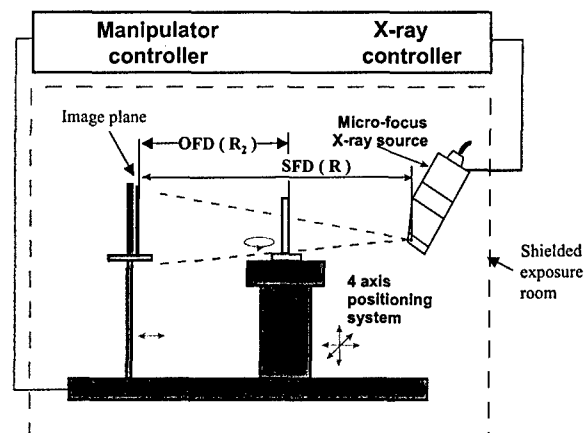 Manipulator
controller
X-ray
controller
Image plane
OFD ( R₂ )
Micro-focus
X-ray source
SFD ( R )
Shielded
exposure
room
4 axis
positioning
system